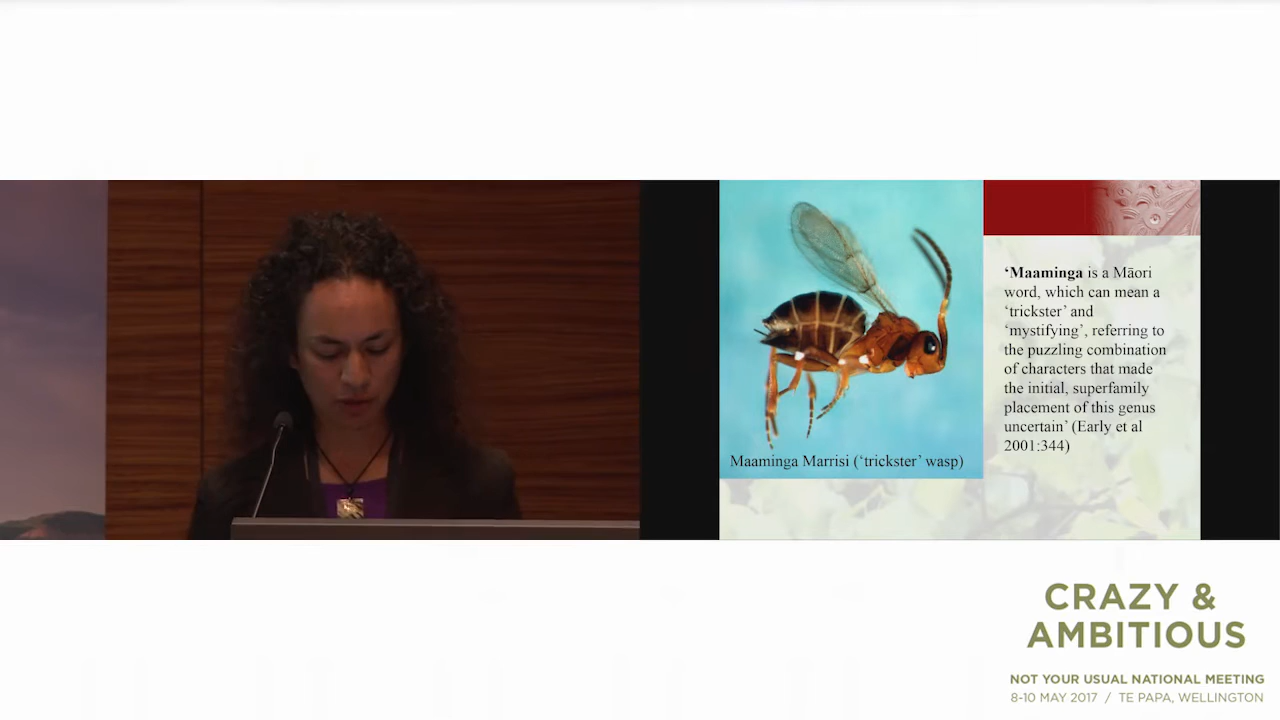 ‘Maaminga is a Māori
word, which can mean a
‘trickster’ and
‘mystifying’, referring to
the puzzling combination
of characters that made
the initial, superfamily
placement of this genus
uncertain’ (Early et al
2001:344)
Maaminga Marrisi (‘trickster’ wasp)
CRAZY &
AMBITIOUS
NOT YOUR USUAL NATIONAL MEETING
8-10 MAY 2017 / TE PAPA, WELLINGTON